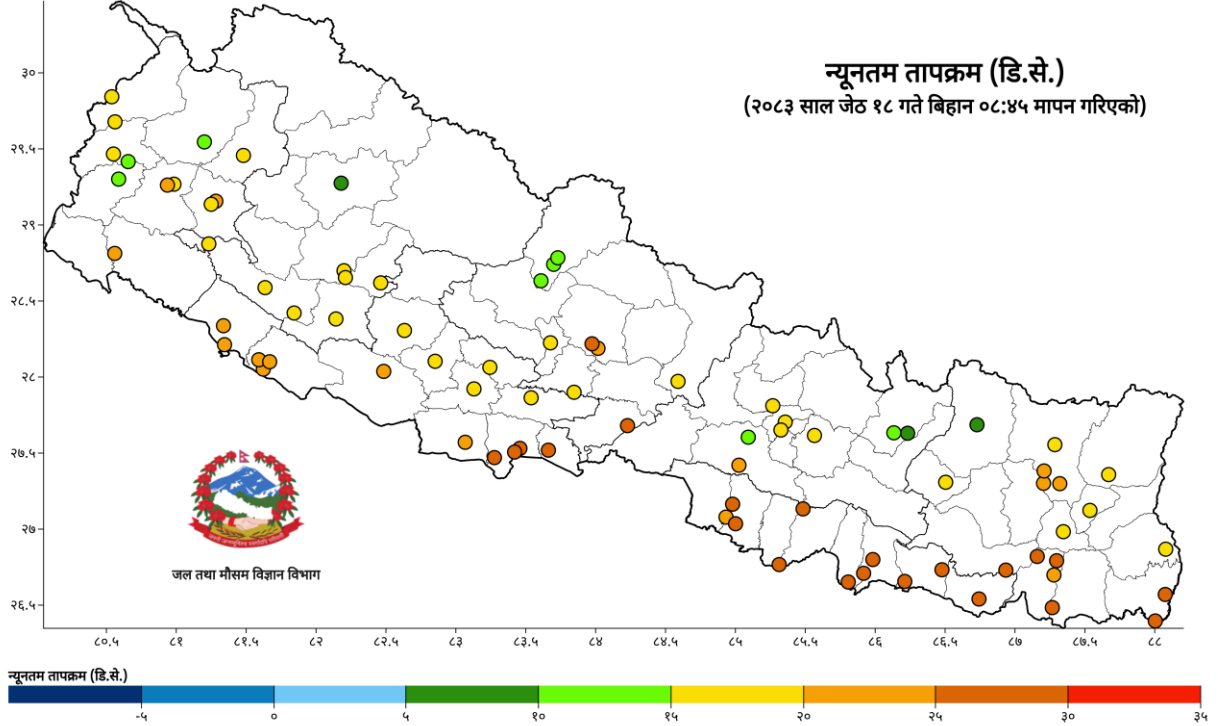 न्यूनतम तापक्रम (डि.से.)
(२०८३ साल जेठ १८ गते बिहान ०८:४५ मापन गरिएको)
३०
२९.५
२९
२८.५
२८
२७.५
२७
२६.५
जल तथा मौसम विज्ञान विभाग
८०.५ ८१ ८१.५ ८२ ८२.५ ८३ ८३.५ ८४ ८४.५ ८५ ८५.५ ८६ ८६.५ ८७ ८७.५ ८८
न्यूनतम तापक्रम (डि.से.)
-५ ० ५ १० १५ २० २५ ३० ३५